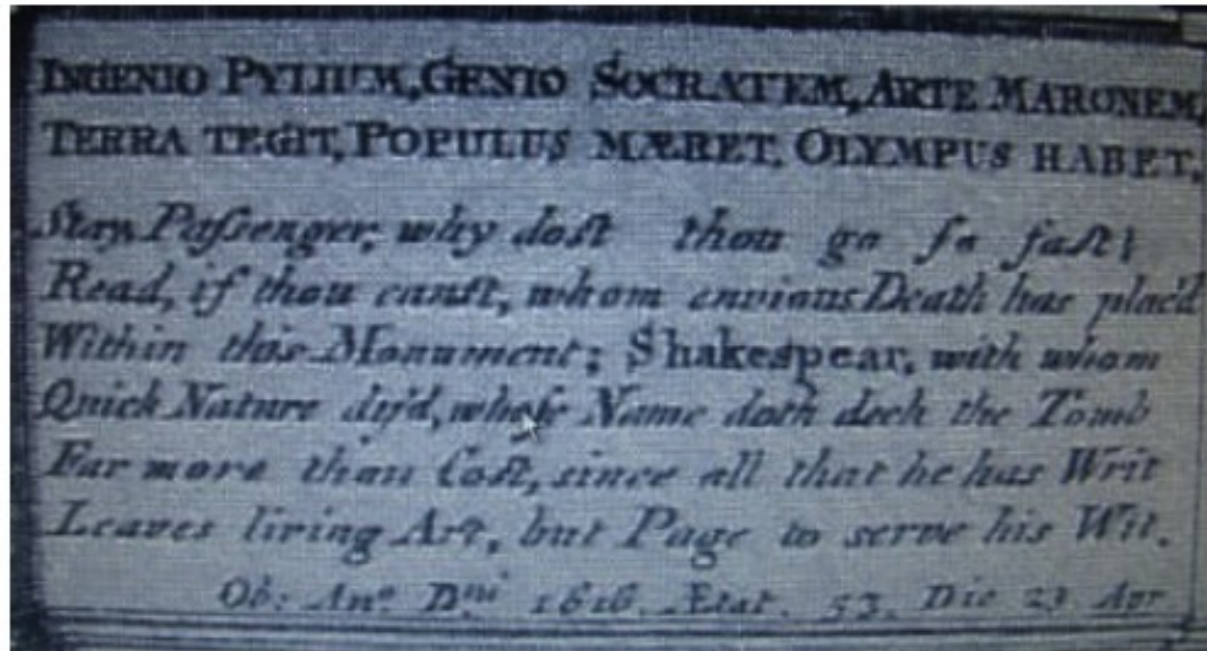 INGENIO PYLIUM, GENIO SOCRATEM, ARTE MARONEM,
TERRA TEGIT, POPULUS MÆRET, OLYMPUS HABET.
Stay, Paſsenger, why doſt thou go ſo faſt;
Read, if thou canſt, whom envious Death has plac'd
Within this Monument; Shakespear, with whom
Quick Nature dy'd, whoſe Name doth deck the Tomb
Far more than Coſt, since all that he has Writ
Leaves living Art, but Page to serve his Wit.
Ob: Ano. Dni. 1616. Ætat. 53. Die 23 Apr